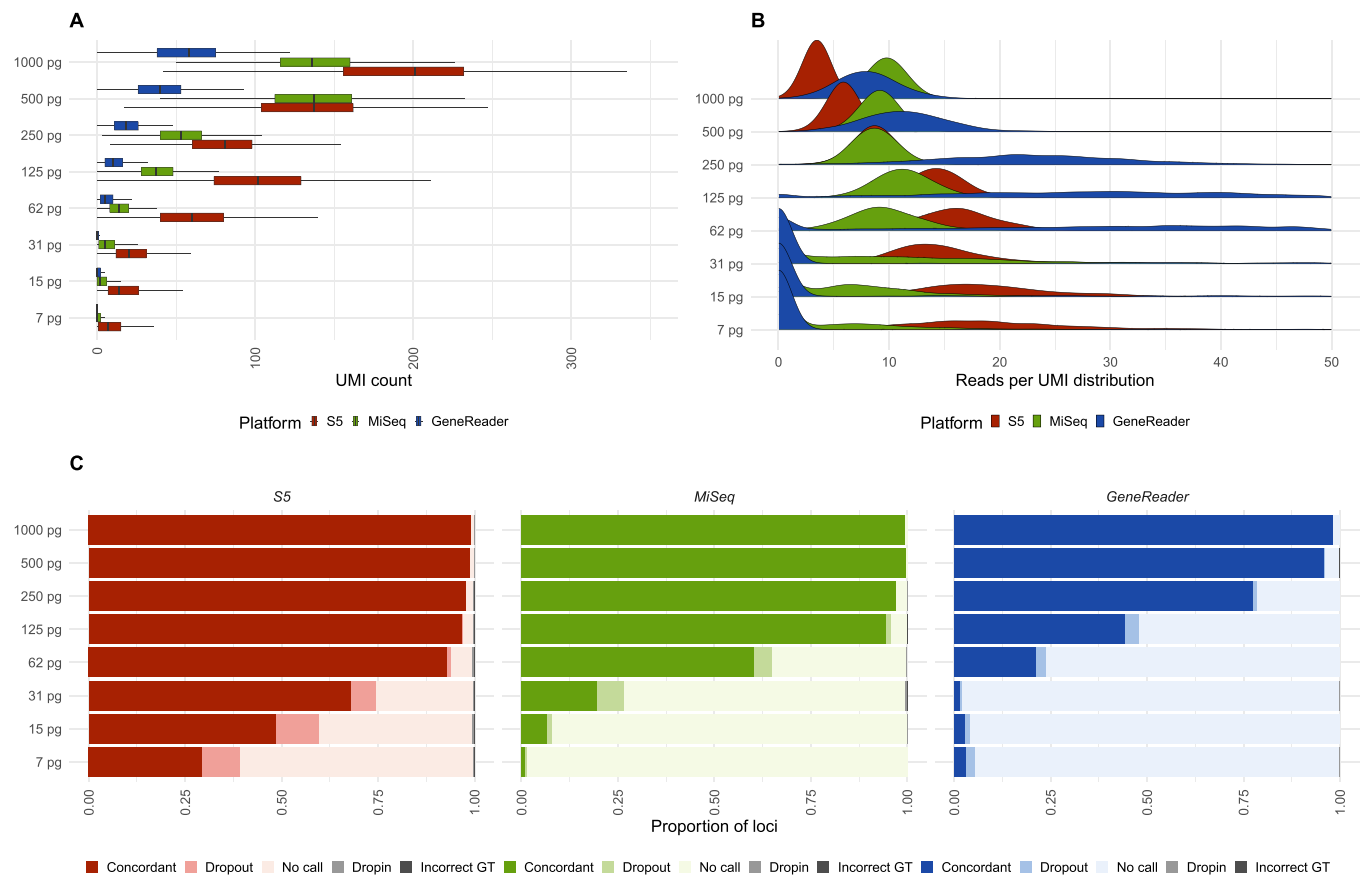 A
1000 pg
500 pg
250 pg
125 pg
62 pg
31 pg
15 pg
7 pg
0
100
200
300
UMI count
Platform S5 MiSeq GeneReader
B
1000 pg
500 pg
250 pg
125 pg
62 pg
31 pg
15 pg
7 pg
0 10 20 30 40 50
Reads per UMI distribution
Platform S5 MiSeq GeneReader
C
S5 MiSeq GeneReader
1000 pg
500 pg
250 pg
125 pg
62 pg
31 pg
15 pg
7 pg
0.00 0.25 0.50 0.75 1.00 0.00 0.25 0.50 0.75 1.00 0.00 0.25 0.50 0.75 1.00
Proportion of loci
Concordant Dropout No call Dropin Incorrect GT Concordant Dropout No call Dropin Incorrect GT Concordant Dropout No call Dropin Incorrect GT